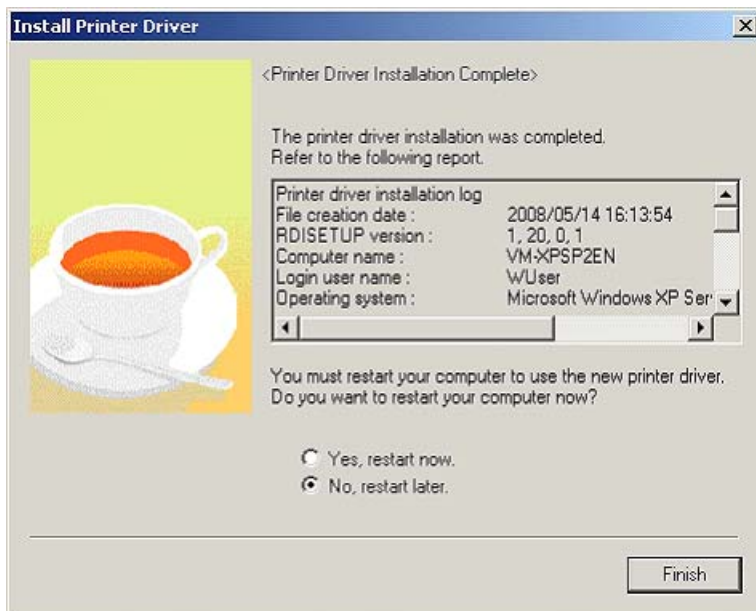 Install Printer Driver
<Printer Driver Installation Complete>
The printer driver installation was completed.
Refer to the following report.
Printer driver installation log
File creation date : 2008/05/14 16:13:54
RDISETUP version : 1, 20, 0, 1
Computer name : VM-XPSP2EN
Login user name : WUser
Operating system : Microsoft Windows XP Ser
You must restart your computer to use the new printer driver.
Do you want to restart your computer now?
Yes, restart now.
No, restart later.
Finish